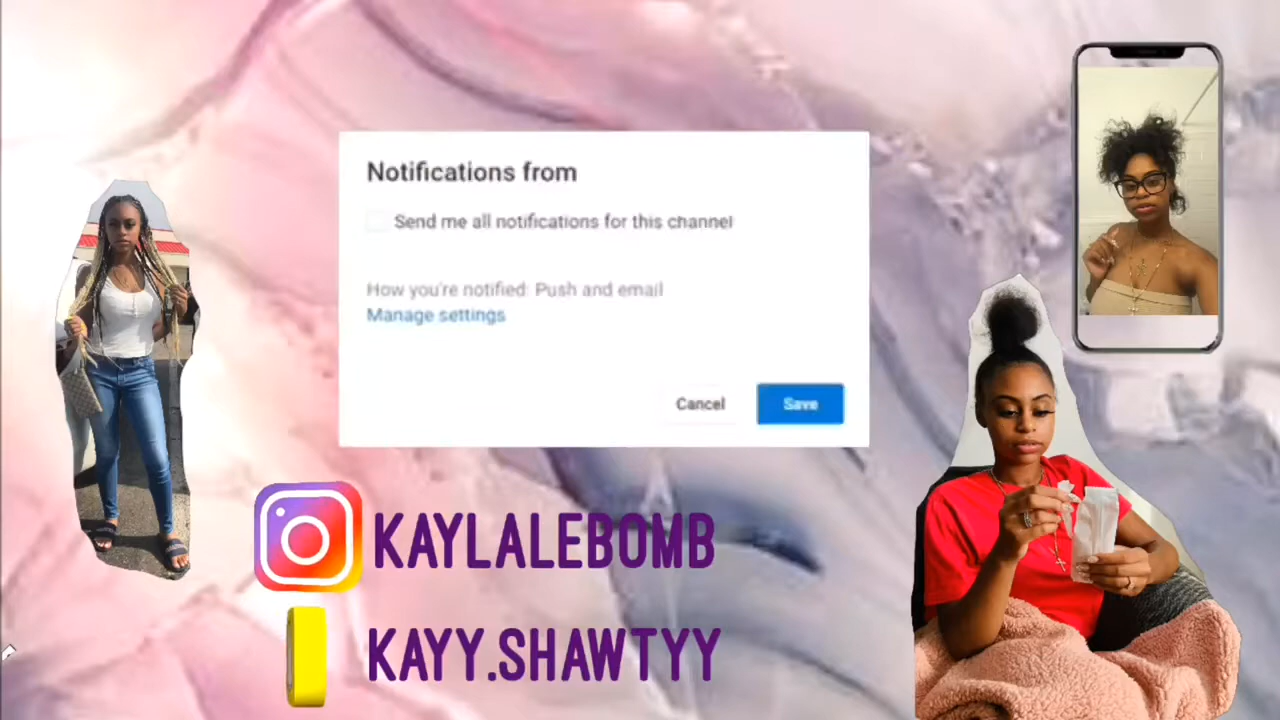 Notifications from
Send me all notifications for this channel
How you're notified: Push and email
Manage settings
Cancel
Save
KAYLALEBOMB
KAYY.SHAWTYY